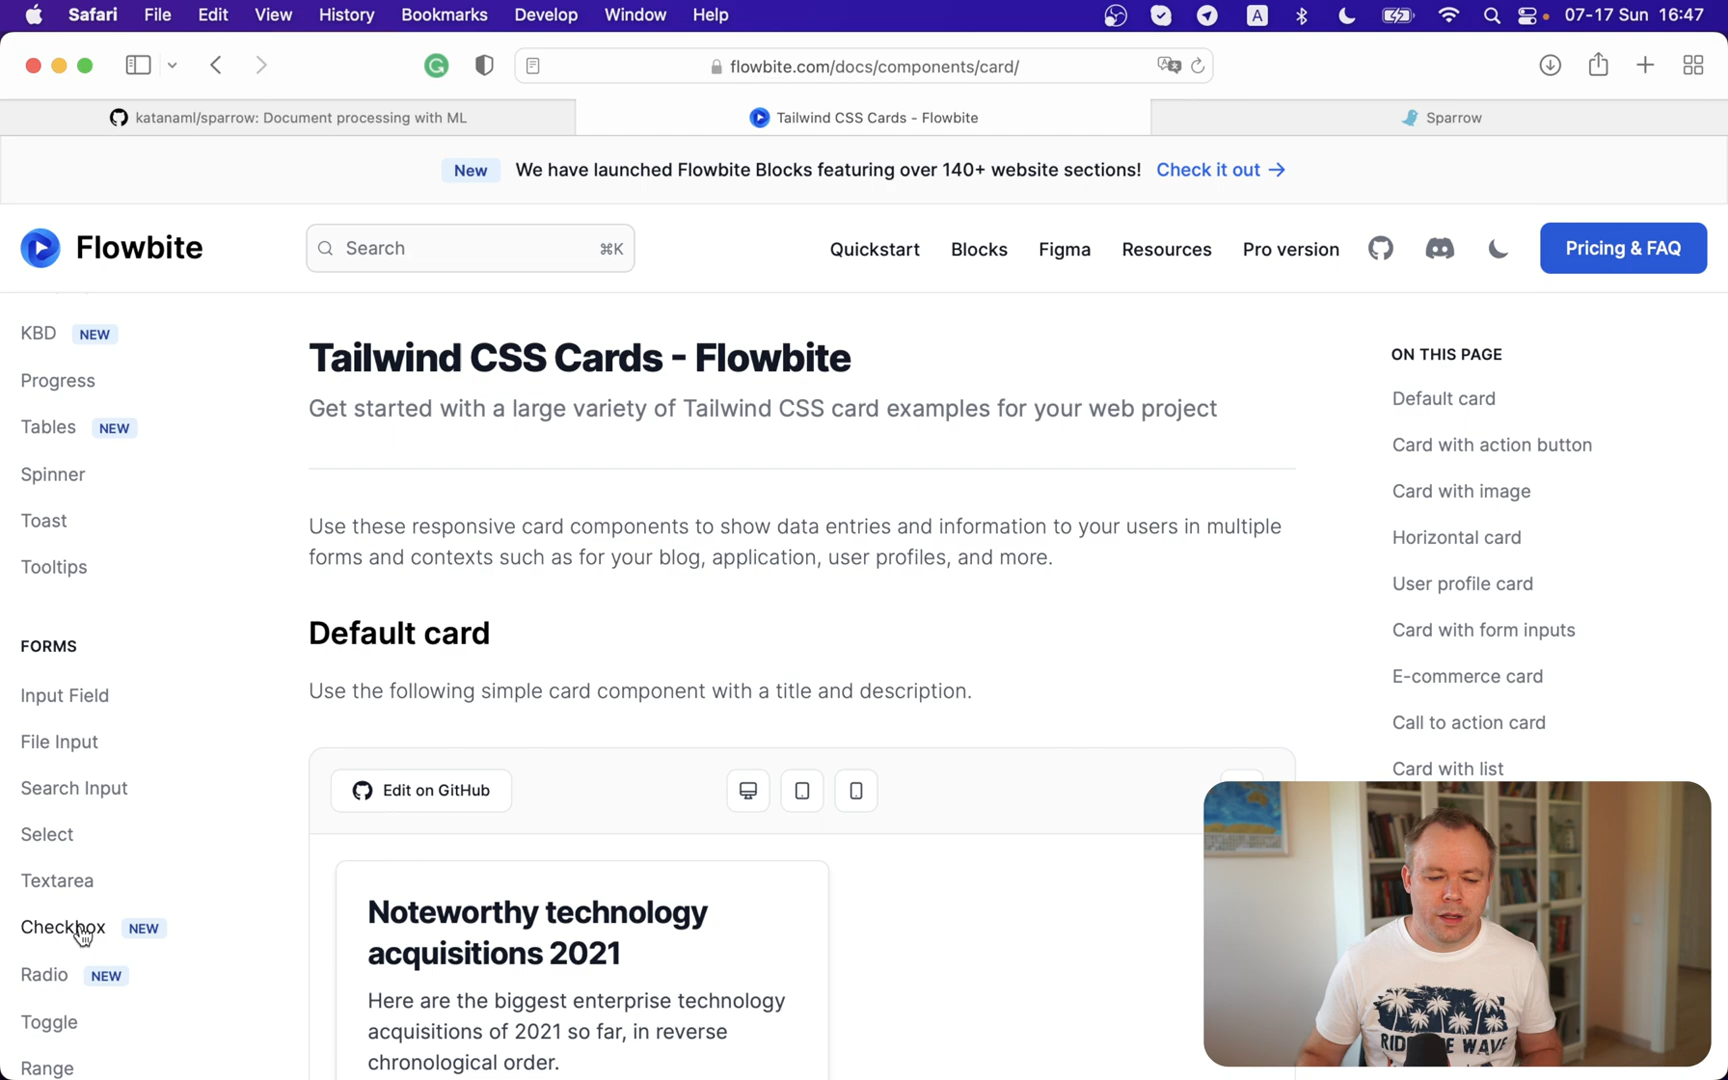 Safari File Edit View History Bookmarks Develop Window Help A 07-17 Sun 16:47
flowbite.com/docs/components/card/
katanaml/sparrow: Document processing with ML
Tailwind CSS Cards - Flowbite
Sparrow
New We have launched Flowbite Blocks featuring over 140+ website sections! Check it out →
Flowbite
Search ⌘K
Quickstart Blocks Figma Resources Pro version Pricing & FAQ
KBD NEW
Progress
Tables NEW
Spinner
Toast
Tooltips
FORMS
Input Field
File Input
Search Input
Select
Textarea
Checkbox NEW
Radio NEW
Toggle
Range
Tailwind CSS Cards - Flowbite
Get started with a large variety of Tailwind CSS card examples for your web project
Use these responsive card components to show data entries and information to your users in multiple
forms and contexts such as for your blog, application, user profiles, and more.
Default card
Use the following simple card component with a title and description.
Edit on GitHub
Noteworthy technology
acquisitions 2021
Here are the biggest enterprise technology
acquisitions of 2021 so far, in reverse
chronological order.
ON THIS PAGE
Default card
Card with action button
Card with image
Horizontal card
User profile card
Card with form inputs
E-commerce card
Call to action card
Card with list